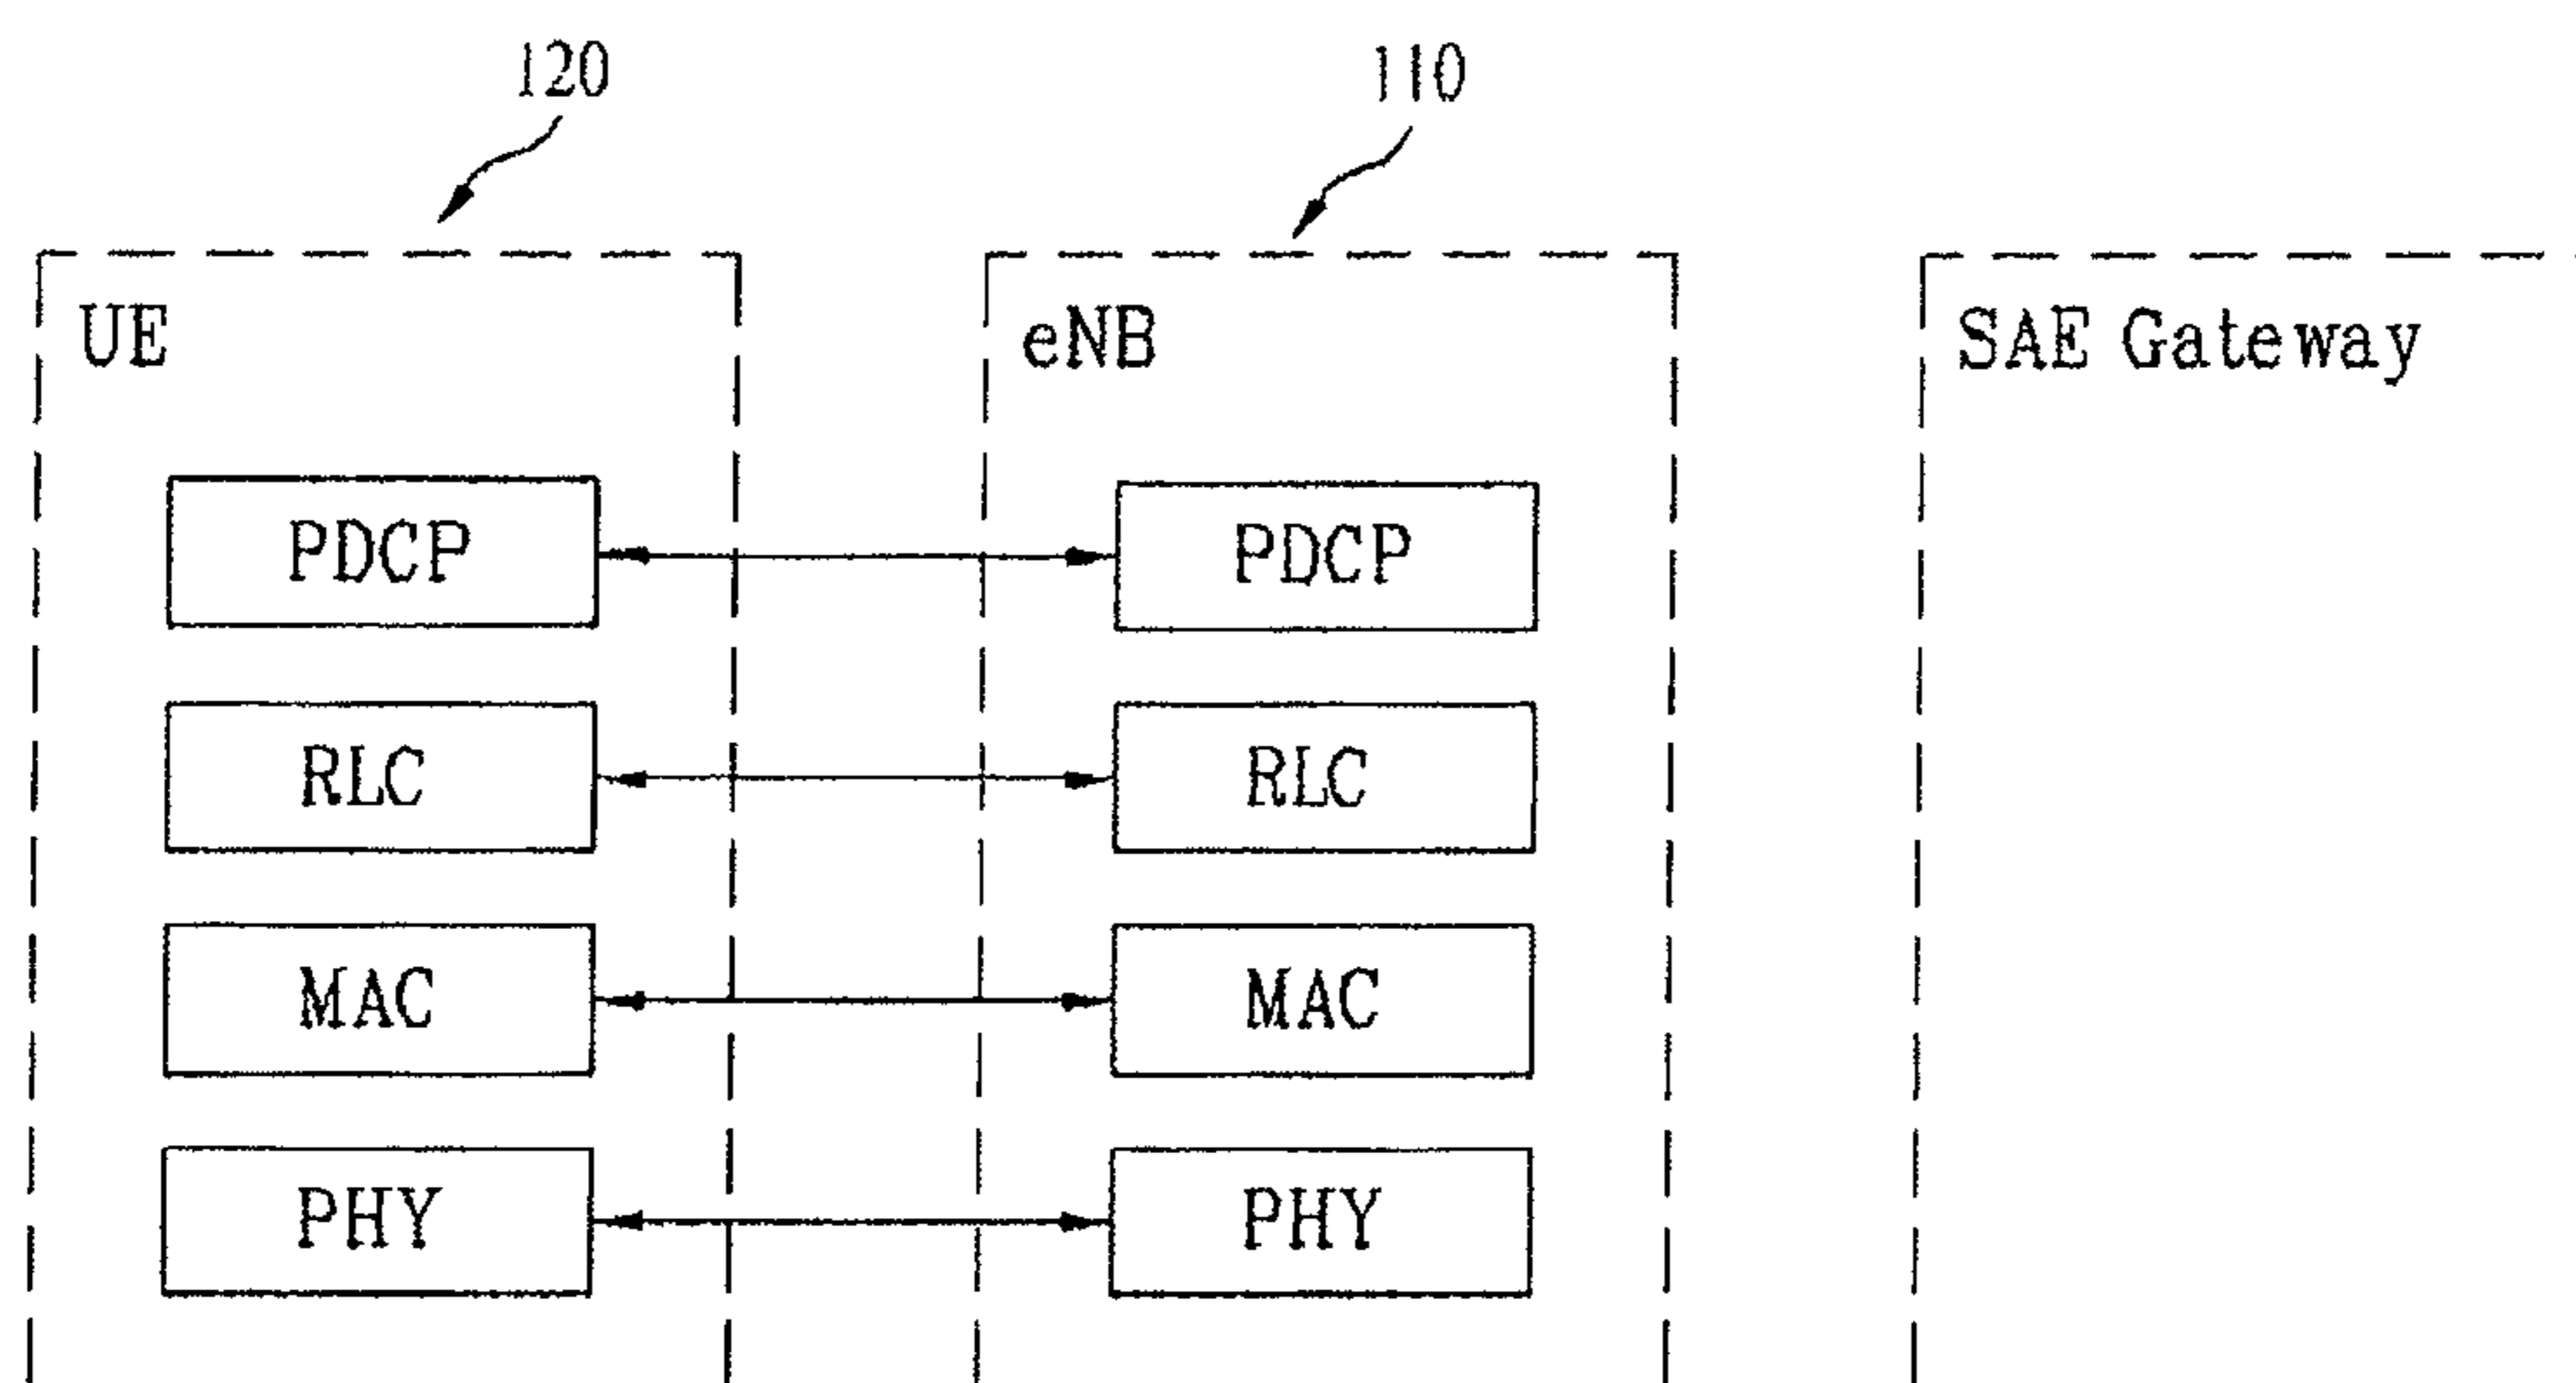 120
110
UE
eNB
SAE Gateway
PDCP
PDCP
RLC
RLC
MAC
MAC
PHY
PHY